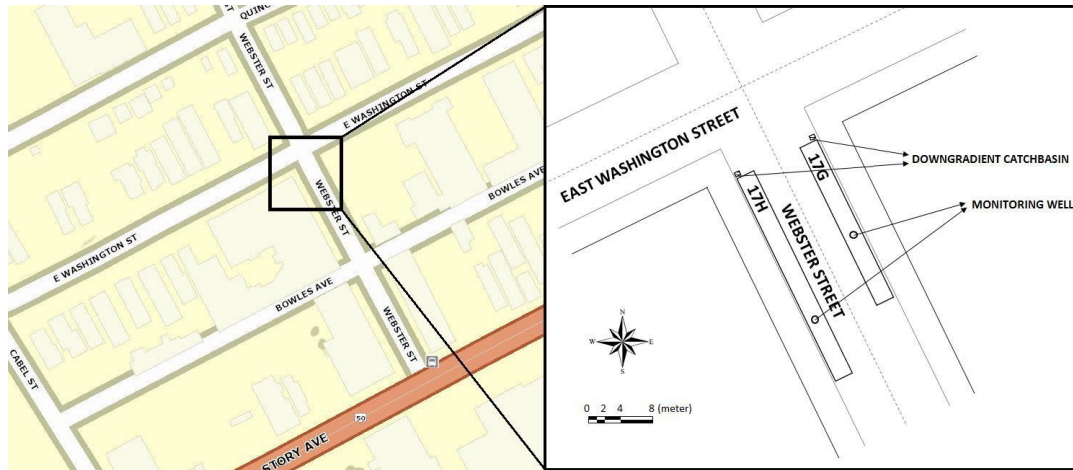 QUINC
ST
WEBSTER ST
E WASHINGTON ST
WEBSTER ST
BOWLES AVE
E WASHINGTON ST
BOWLES AVE
WEBSTER ST
CABEL ST
50
STORY AVE
EAST WASHINGTON STREET
17G
DOWNGRADIENT CATCHBASIN
17H
WEBSTER STREET
MONITORING WELL
N
W E
S
0 2 4 8 (meter)